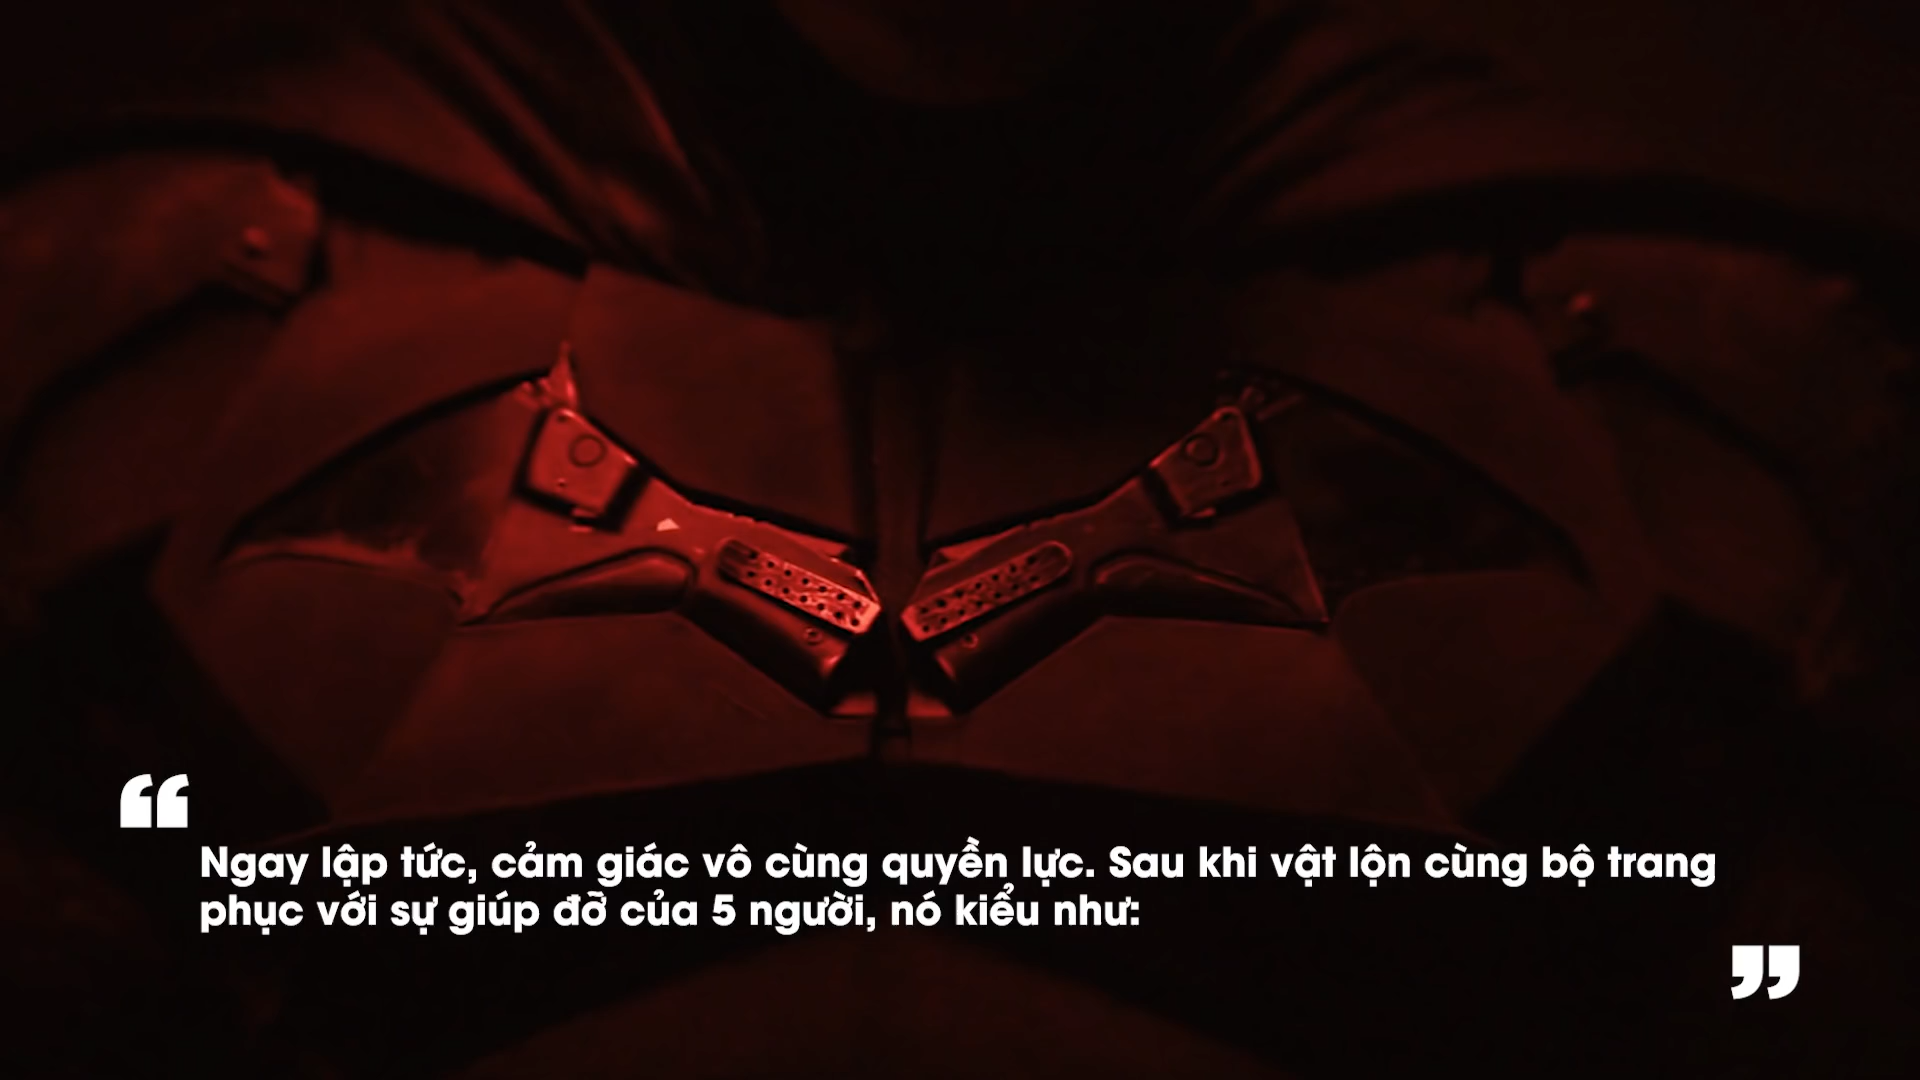 “
Ngay lập tức, cảm giác vô cùng quyền lực. Sau khi vật lộn cùng bộ trang
phục với sự giúp đỡ của 5 người, nó kiểu như:
”